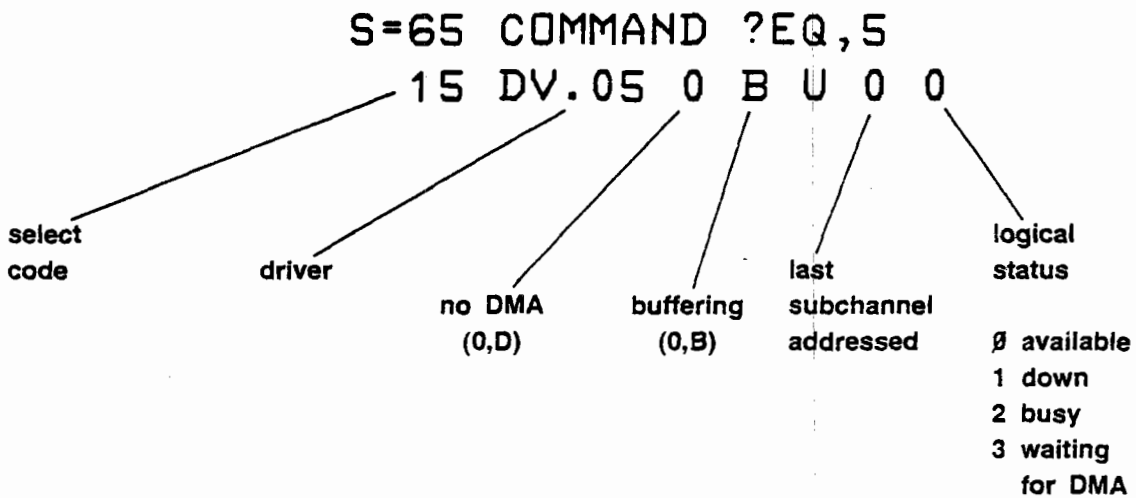 S=65 COMMAND ?EQ,5
15 DV.05 0 B U 0 0
select
code
driver
no DMA
(0,D)
buffering
(0,B)
last
subchannel
addressed
logical
status
Ø available
1 down
2 busy
3 waiting
for DMA